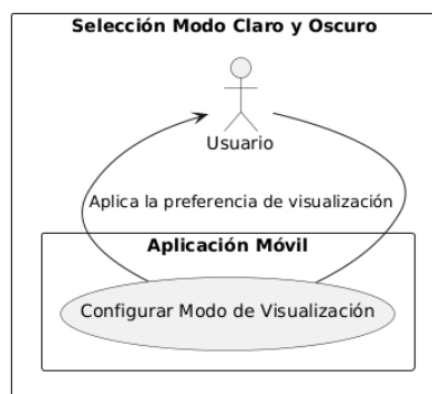 Selección Modo Claro y Oscuro
Usuario
Aplica la preferencia de visualización
Aplicación Móvil
Configurar Modo de Visualización